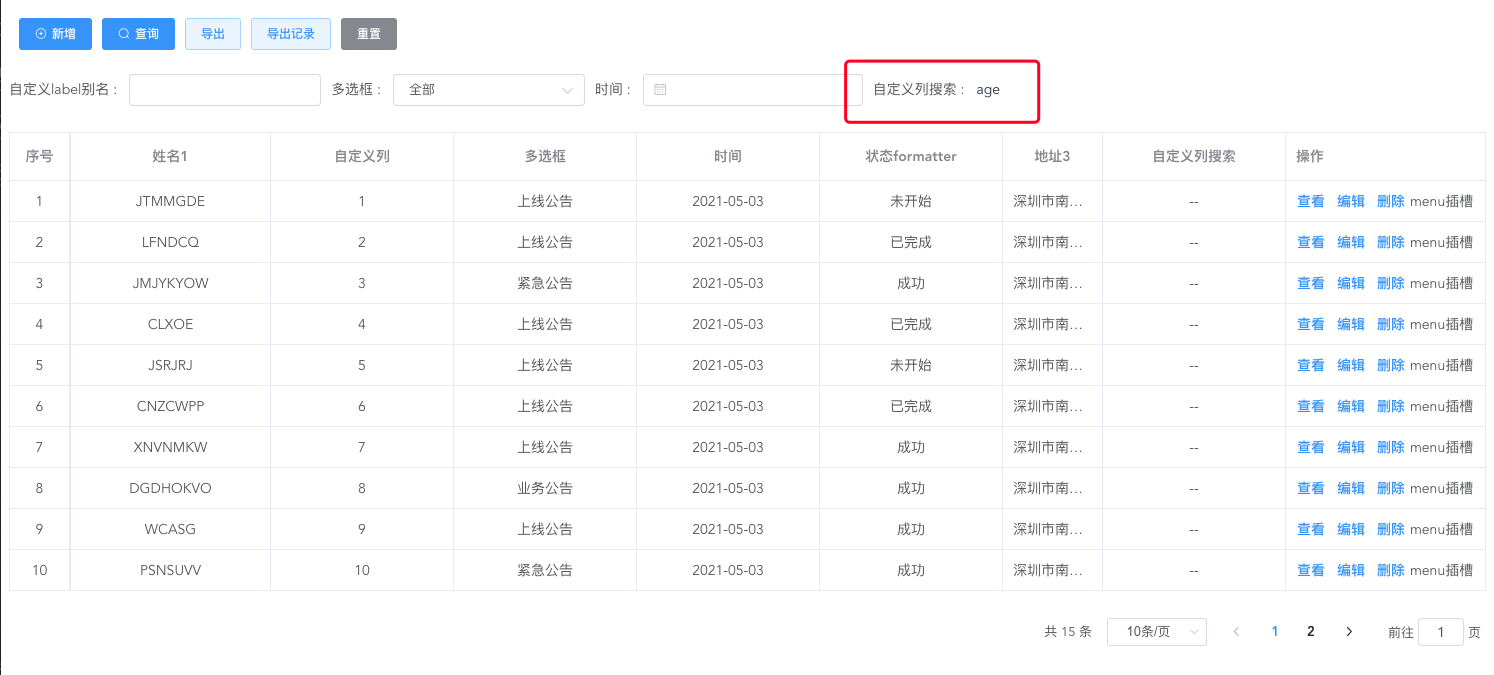 新增 查询 导出 导出记录 重置
自定义label别名： 多选框： 全部 时间： 自定义列搜索： age
序号 姓名1 自定义列 多选框 时间 状态formatter 地址3 自定义列搜索 操作
1 JTMMGDE 1 上线公告 2021-05-03 未开始 深圳市南... -- 查看 编辑 删除 menu插槽
2 LFNDCQ 2 上线公告 2021-05-03 已完成 深圳市南... -- 查看 编辑 删除 menu插槽
3 JMJYKYOW 3 紧急公告 2021-05-03 成功 深圳市南... -- 查看 编辑 删除 menu插槽
4 CLXOE 4 上线公告 2021-05-03 已完成 深圳市南... -- 查看 编辑 删除 menu插槽
5 JSRJRJ 5 上线公告 2021-05-03 未开始 深圳市南... -- 查看 编辑 删除 menu插槽
6 CNZCWPP 6 上线公告 2021-05-03 已完成 深圳市南... -- 查看 编辑 删除 menu插槽
7 XNVNMKW 7 上线公告 2021-05-03 成功 深圳市南... -- 查看 编辑 删除 menu插槽
8 DGDHOKVO 8 业务公告 2021-05-03 成功 深圳市南... -- 查看 编辑 删除 menu插槽
9 WCASG 9 上线公告 2021-05-03 成功 深圳市南... -- 查看 编辑 删除 menu插槽
10 PSNSUVV 10 紧急公告 2021-05-03 成功 深圳市南... -- 查看 编辑 删除 menu插槽
共 15 条 10条/页 1 2 前往 1 页